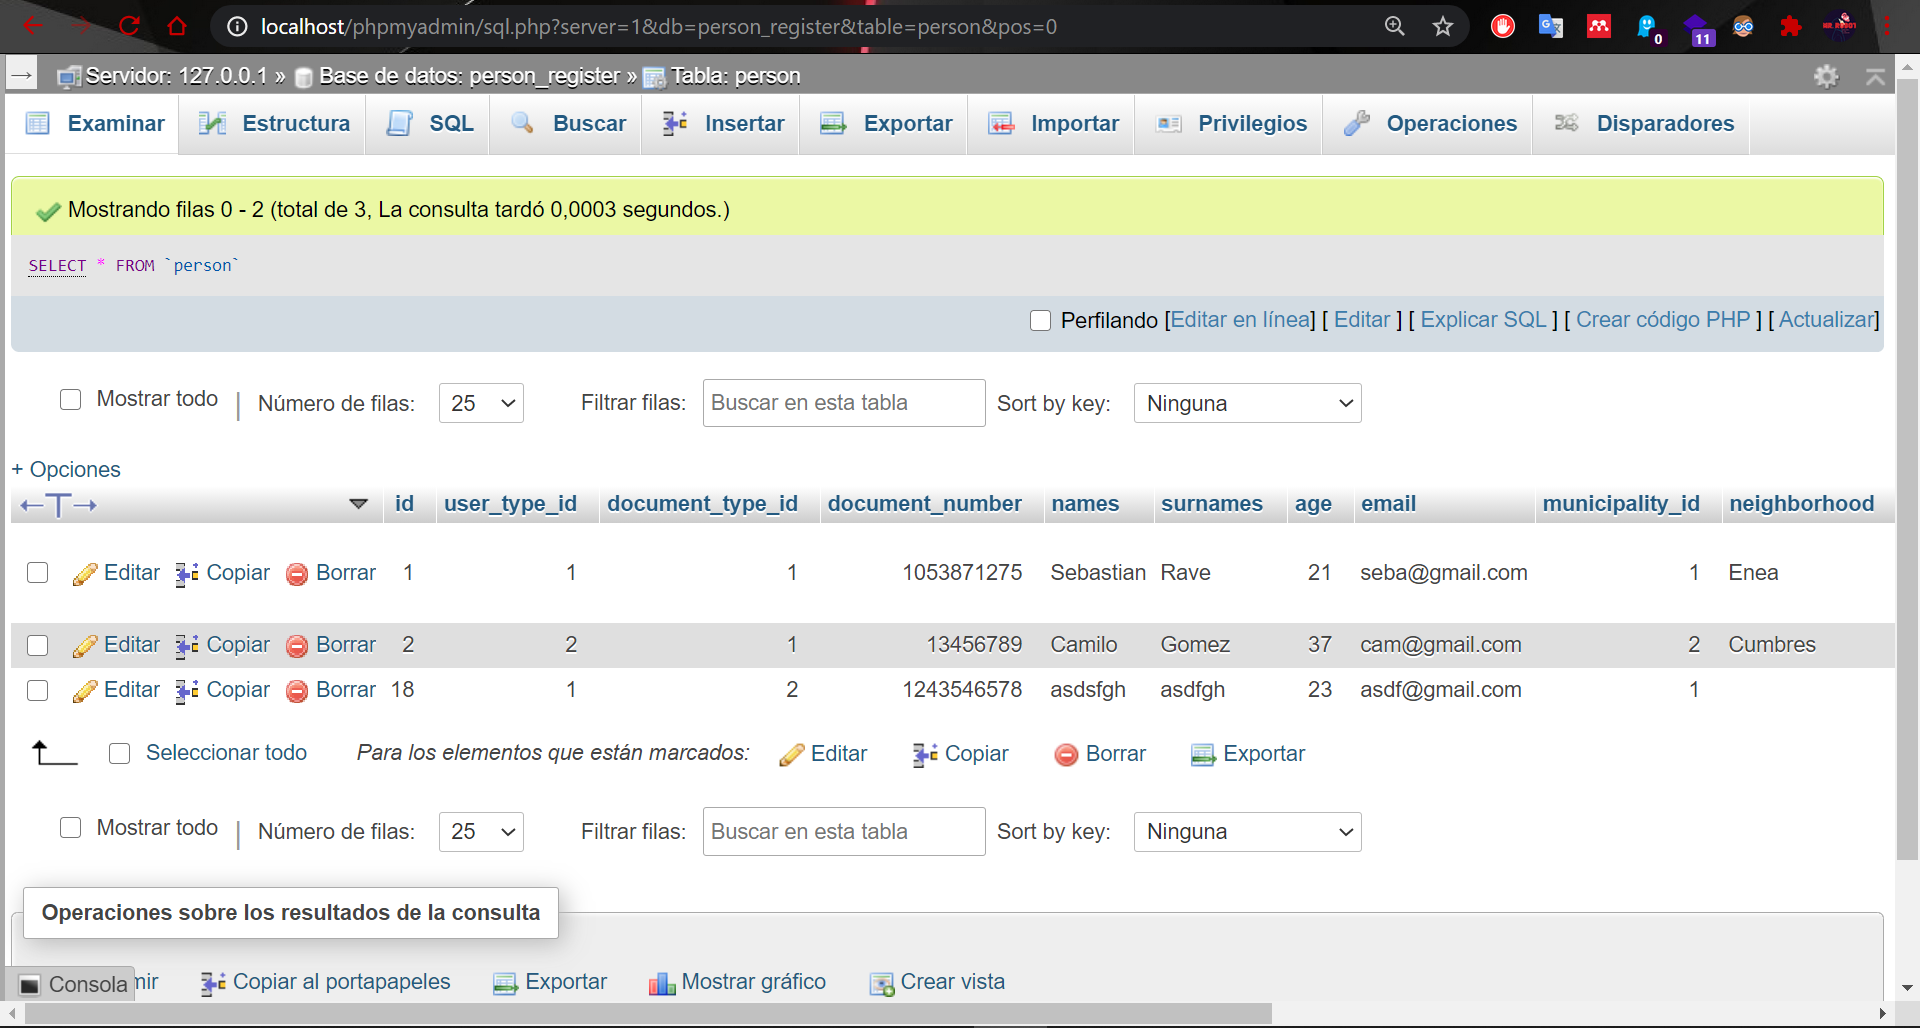 localhost/phpmyadmin/sql.php?server=1&db=person_register&table=person&pos=0
0
11
MR. ROBOT
Servidor: 127.0.0.1 » Base de datos: person_register » Tabla: person
Examinar Estructura SQL Buscar Insertar Exportar Importar Privilegios Operaciones Disparadores
Mostrando filas 0 - 2 (total de 3, La consulta tardó 0,0003 segundos.)
SELECT * FROM `person`
Perfilando [Editar en línea] [ Editar ] [ Explicar SQL ] [ Crear código PHP ] [ Actualizar]
Mostrar todo | Número de filas: 25 Filtrar filas: Buscar en esta tabla Sort by key: Ninguna
+ Opciones
←T→ id user_type_id document_type_id document_number names surnames age email municipality_id neighborhood
Editar Copiar Borrar 1 1 1 1053871275 Sebastian Rave 21 seba@gmail.com 1 Enea
Editar Copiar Borrar 2 2 1 13456789 Camilo Gomez 37 cam@gmail.com 2 Cumbres
Editar Copiar Borrar 18 1 2 1243546578 asdsfgh asdfgh 23 asdf@gmail.com 1
Seleccionar todo Para los elementos que están marcados: Editar Copiar Borrar Exportar
Mostrar todo | Número de filas: 25 Filtrar filas: Buscar en esta tabla Sort by key: Ninguna
Operaciones sobre los resultados de la consulta
Consola mir Copiar al portapapeles Exportar Mostrar gráfico Crear vista